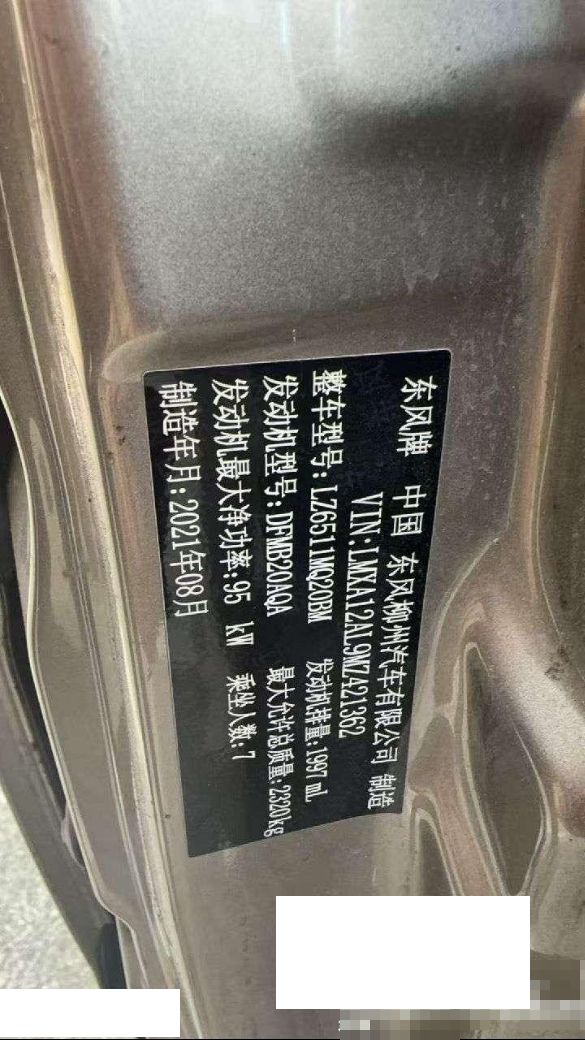 东风牌 中国 东风柳州汽车有限公司 制造
VIN:LMXA12AL9MZ421362
整车型号:LZ6511MQ20BM 发动机排量:1997 mL
发动机型号:DFMB20AQA 最大允许总质量:2320kg
发动机最大净功率:95 kW 乘坐人数:7
制造年月:2021年08月